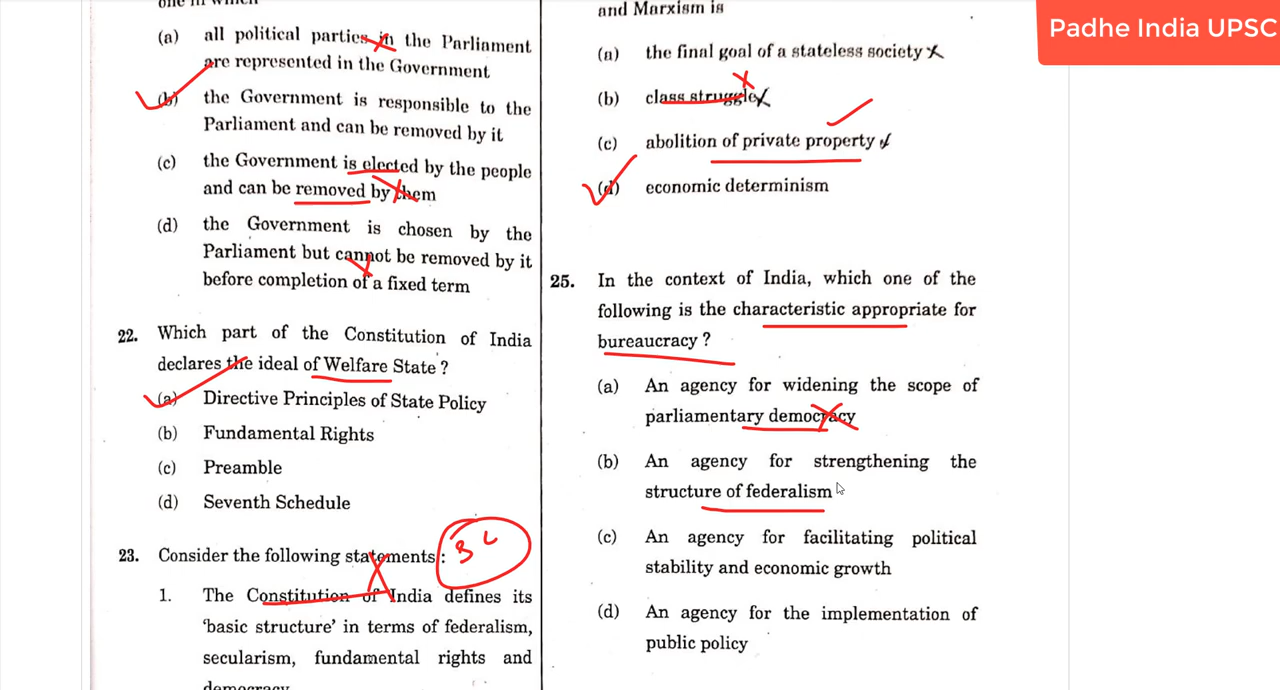 one in which
(a) all political parties in the Parliament
are represented in the Government
(b) the Government is responsible to the
Parliament and can be removed by it
(c) the Government is elected by the people
and can be removed by them
(d) the Government is chosen by the
Parliament but cannot be removed by it
before completion of a fixed term
22. Which part of the Constitution of India
declares the ideal of Welfare State ?
(a) Directive Principles of State Policy
(b) Fundamental Rights
(c) Preamble
(d) Seventh Schedule
23. Consider the following statements :
1. The Constitution of India defines its
'basic structure' in terms of federalism,
secularism, fundamental rights and
democracy
and Marxism is
(a) the final goal of a stateless society
(b) class struggle
(c) abolition of private property
(d) economic determinism
25. In the context of India, which one of the
following is the characteristic appropriate for
bureaucracy ?
(a) An agency for widening the scope of
parliamentary democracy
(b) An agency for strengthening the
structure of federalism
(c) An agency for facilitating political
stability and economic growth
(d) An agency for the implementation of
public policy
Padhe India UPSC